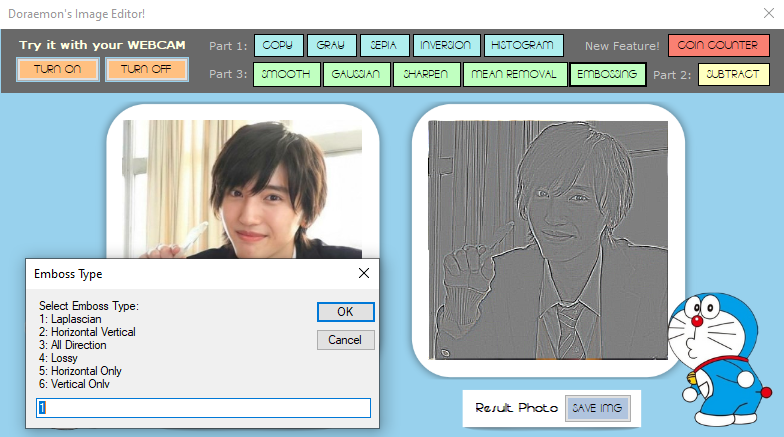 Doraemon's Image Editor!
Try it with your WEBCAM
TURN ON TURN OFF
Part 1: COPY GRAY SEPIA INVERSION HISTOGRAM New Feature! COIN COUNTER
Part 3: SMOOTH GAUSSIAN SHARPEN MEAN REMOVAL EMBOSSING Part 2: SUBTRACT
Emboss Type
Select Emboss Type:
1: Laplascian
2: Horizontal Vertical
3: All Direction
4: Lossy
5: Horizontal Only
6: Vertical Only
OK
Cancel
1
Result Photo SAVE IMG